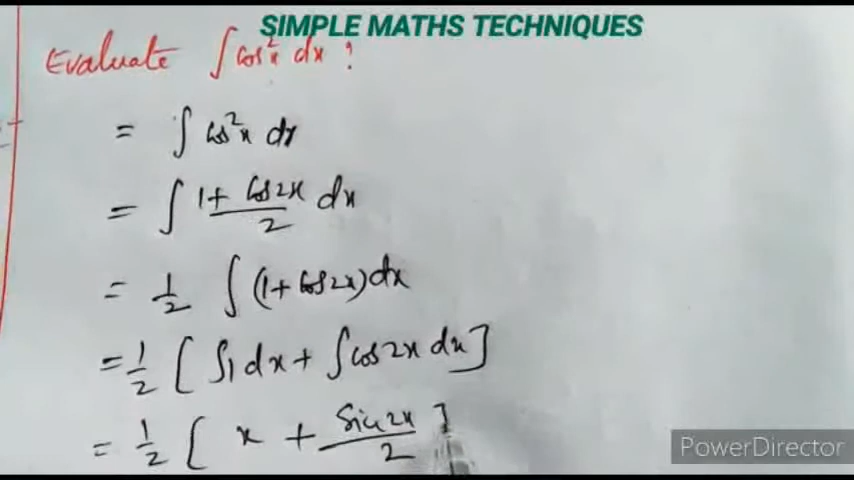 SIMPLE MATHS TECHNIQUES
Evaluate ∫ cos²x dx ?
= ∫ cos²x dx
= ∫ 1+ cos2x / 2 dx
= 1/2 ∫ (1+ cos2x) dx
= 1/2 [ ∫1 dx + ∫cos2x dx ]
= 1/2 [ x + sin2x / 2 ]
PowerDirector